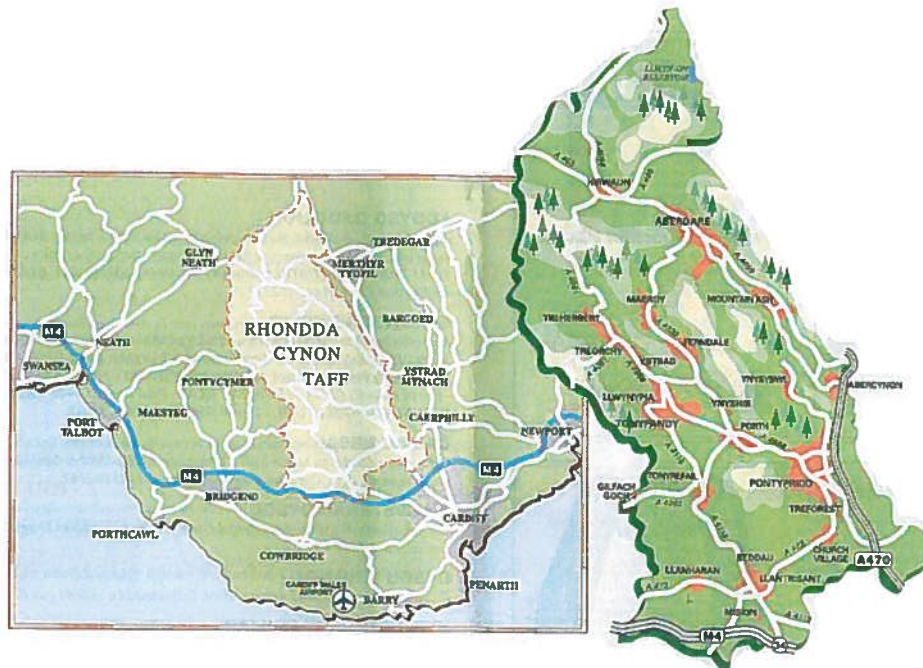 GLYN
NEATH
TREDEGAR
MERTHYR
TYDFIL
BARGOED
RHONDDA
CYNON
TAFF
M4
NEATH
SWANSEA
PONTYCYMER
YSTRAD
MYNACH
MAESTEG
CAERPHILLY
PORT
TALBOT
NEWPORT
M4
M4
BRIDGEND
CARDIFF
PORTHCAWL
COWBRIDGE
PENARTH
CARDIFF WALES
AIRPORT
BARRY
HIRWAUN
ABERDARE
MAERDY
MOUNTAIN ASH
TREHERBERT
FERNDALE
TREORCHY
YSTRAD
YNYSYBWL
ABERCYNON
LLWYNYPIA
YNYSHIR
TONYPANDY
PORTH
TONYREFAIL
PONTYPRIDD
GILFACH
GOCH
TREFOREST
BEDDAU
CHURCH
VILLAGE
A470
LLANHARAN
LLANTRISANT
A473
MISKIN
M4
34